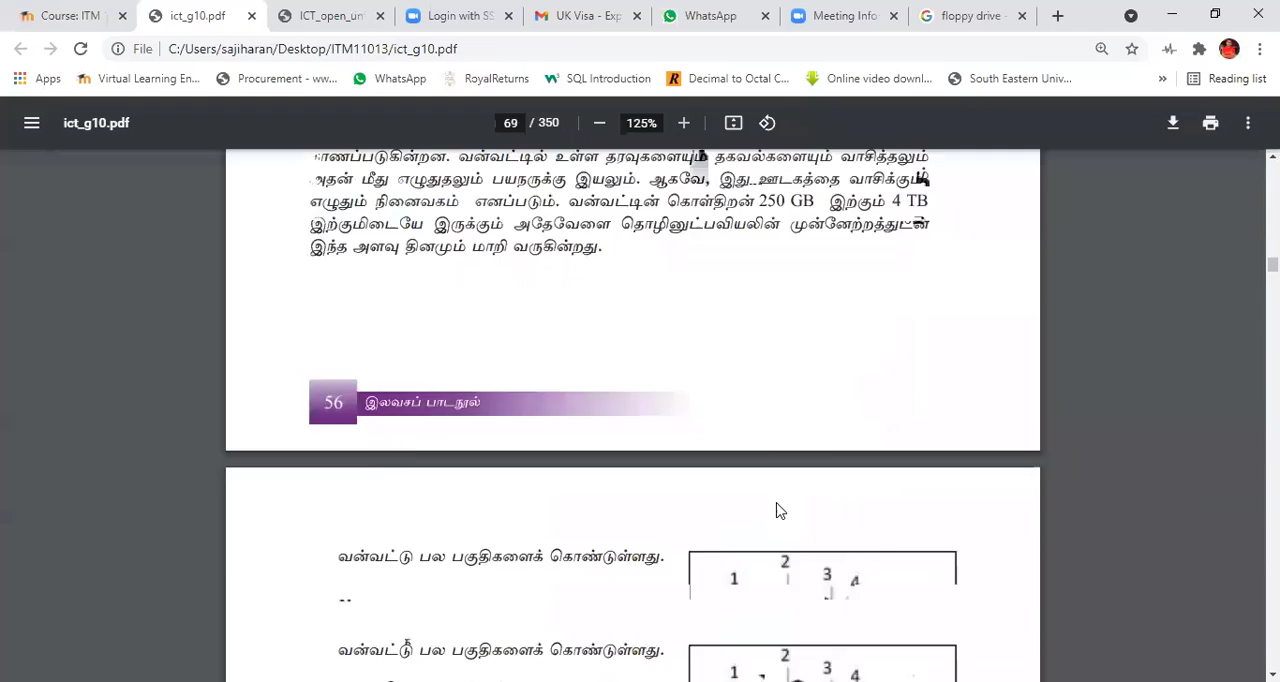 Course: ITM
ict_g10.pdf
ICT_open_un
Login with SS
UK Visa - Exp
WhatsApp
Meeting Info
floppy drive -
File
C:/Users/sajiharan/Desktop/ITM11013/ict_g10.pdf
Apps
Virtual Learning En...
Procurement - ww...
WhatsApp
RoyalReturns
SQL Introduction
Decimal to Octal C...
Online video downl...
South Eastern Univ...
»
Reading list
ict_g10.pdf
69 / 350
125%
காணப்படுகின்றன. வன்வட்டில் உள்ள தரவுகளையும் தகவல்களையும் வாசித்தலும்
அதன் மீது எழுதுதலும் பயநருக்கு இயலும். ஆகவே, இது ஊடகத்தை வாசிக்கும்
எழுதும் நினைவகம் எனப்படும். வன்வட்டின் கொள்திறன் 250 GB இற்கும் 4 TB
இற்குமிடையே இருக்கும் அதேவேளை தொழினுட்பவியலின் முன்னேற்றத்துடன்
இந்த அளவு தினமும் மாறி வருகின்றது.
56
இலவசப் பாடநூல்
வன்வட்டு பல பகுதிகளைக் கொண்டுள்ளது.
1 2 3 4
வன்வட்டு பல பகுதிகளைக் கொண்டுள்ளது.
1 2 3 4